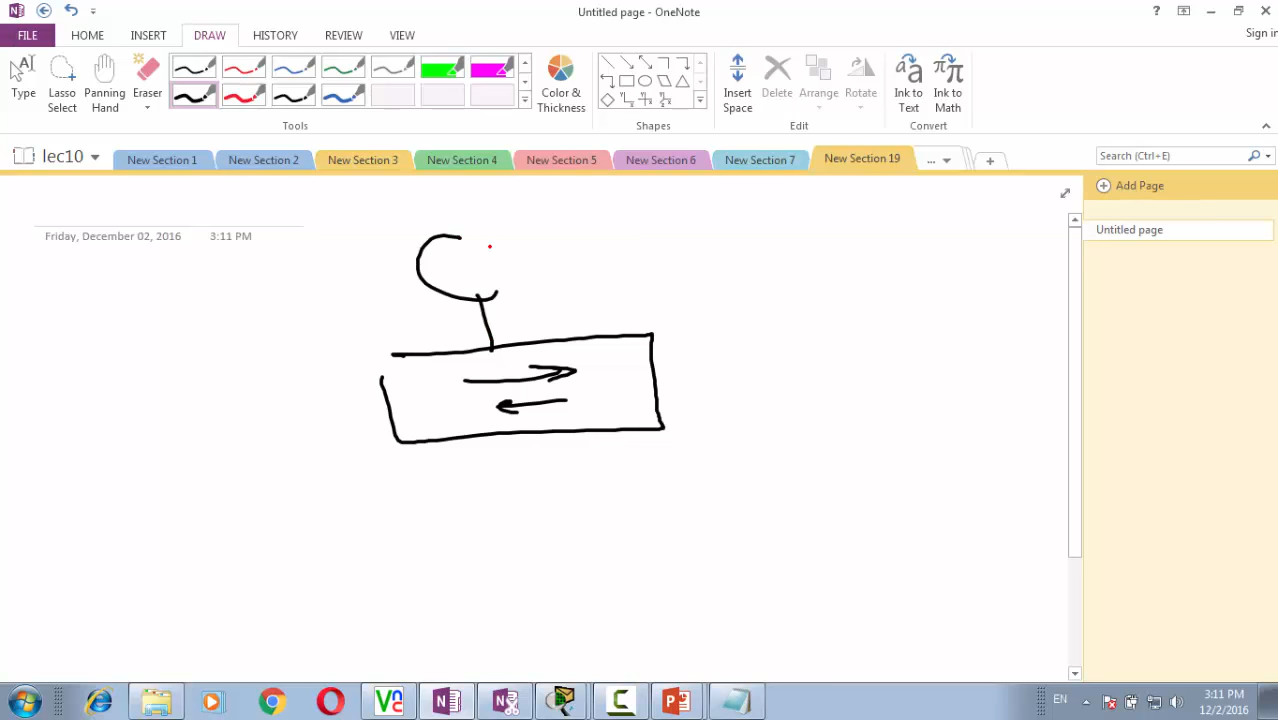 Untitled page - OneNote
FILE HOME INSERT DRAW HISTORY REVIEW VIEW
Sign in
Type
Lasso Select
Panning Hand
Eraser
Color & Thickness
Insert Space
Delete
Arrange
Rotate
Ink to Text
Ink to Math
Tools Shapes Edit Convert
lec10 New Section 1 New Section 2 New Section 3 New Section 4 New Section 5 New Section 6 New Section 7 New Section 19 ...
Search (Ctrl+E)
Add Page
Untitled page
Friday, December 02, 2016 3:11 PM
EN
3:11 PM
12/2/2016